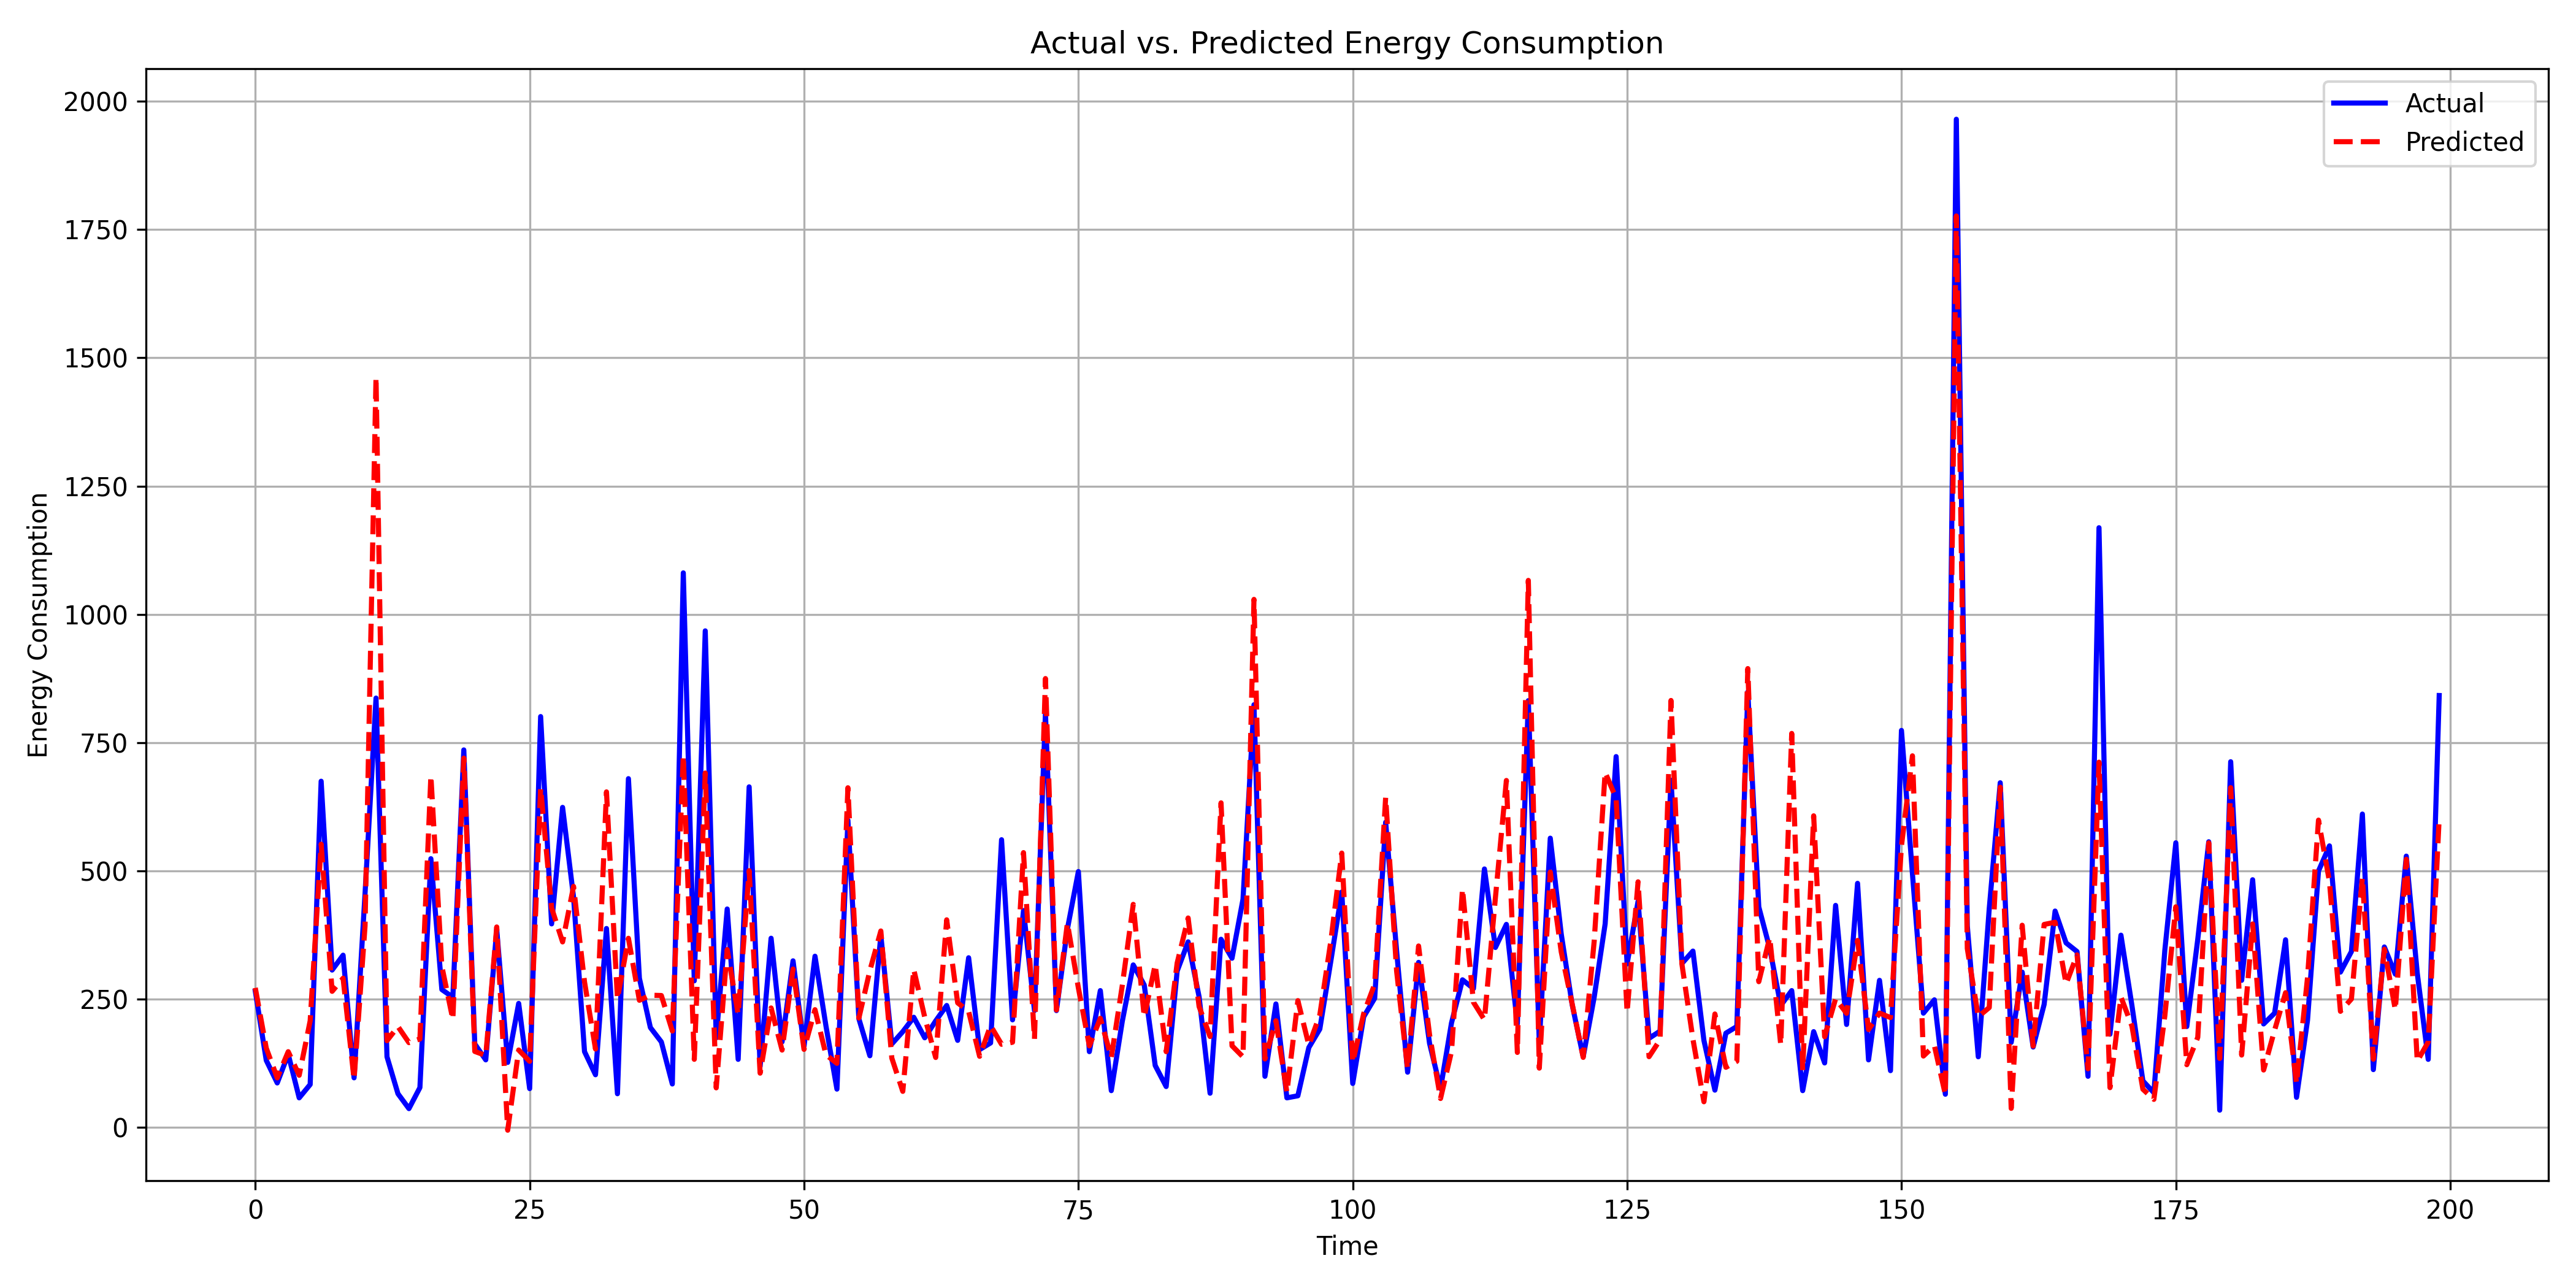 Actual vs. Predicted Energy Consumption
Actual
Predicted
Energy Consumption
2000
1750
1500
1250
1000
750
500
250
0
0 25 50 75 100 125 150 175 200
Time